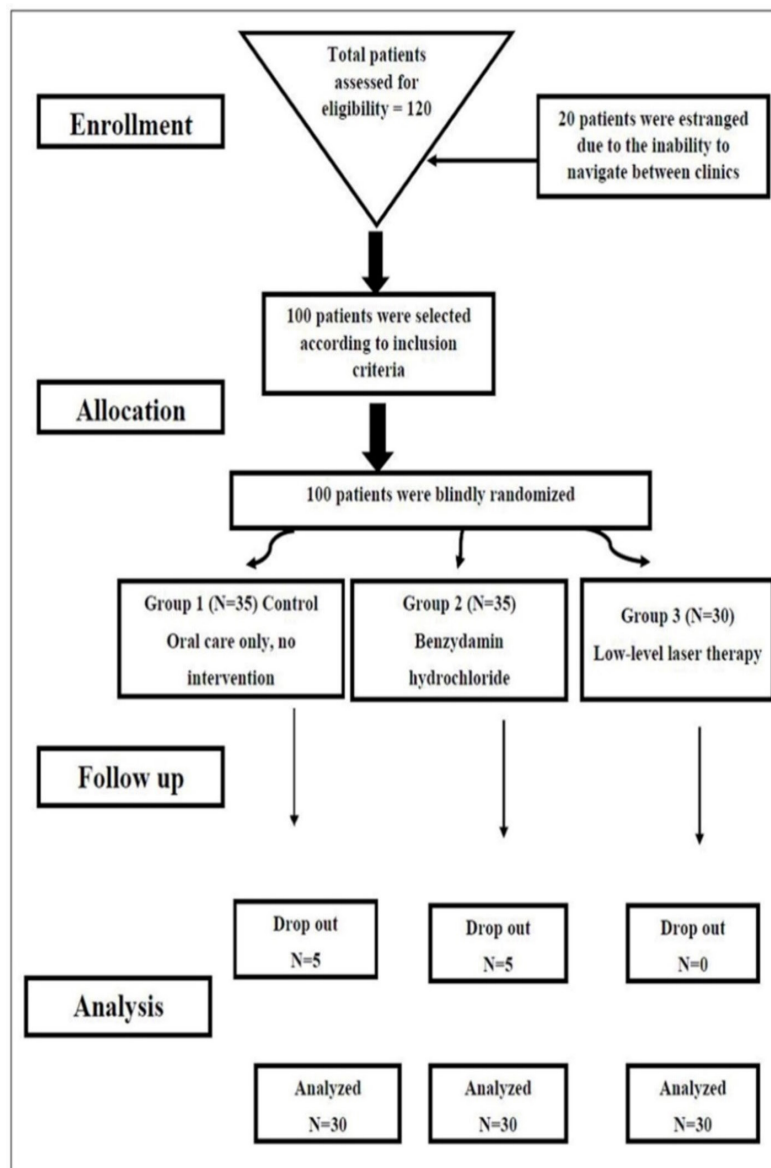 Total patients
assessed for
eligibility = 120
Enrollment
20 patients were estranged
due to the inability to
navigate between clinics
100 patients were selected
according to inclusion
criteria
Allocation
100 patients were blindly randomized
Group 1 (N=35) Control
Oral care only, no
intervention
Group 2 (N=35)
Benzydamin
hydrochloride
Group 3 (N=30)
Low-level laser therapy
Follow up
Drop out
N=5
Drop out
N=5
Drop out
N=0
Analysis
Analyzed
N=30
Analyzed
N=30
Analyzed
N=30